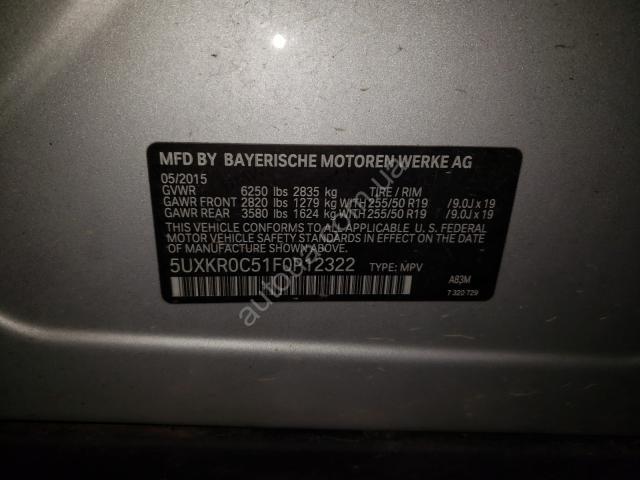 MFD BY BAYERISCHE MOTOREN WERKE AG
05/2015
GVWR 6250 lbs 2835 kg TIRE / RIM
GAWR FRONT 2820 lbs 1279 kg WITH 255/50 R19 / 9.0J x 19
GAWR REAR 3580 lbs 1624 kg WITH 255/50 R19 / 9.0J x 19
THIS VEHICLE CONFORMS TO ALL APPLICABLE U.S. FEDERAL
MOTOR VEHICLE SAFETY STANDARDS IN EFFECT ON THE DATE
OF MANUFACTURE SHOWN ABOVE.
5UXKR0C51F0P12322 TYPE: MPV A83M
7 320 729